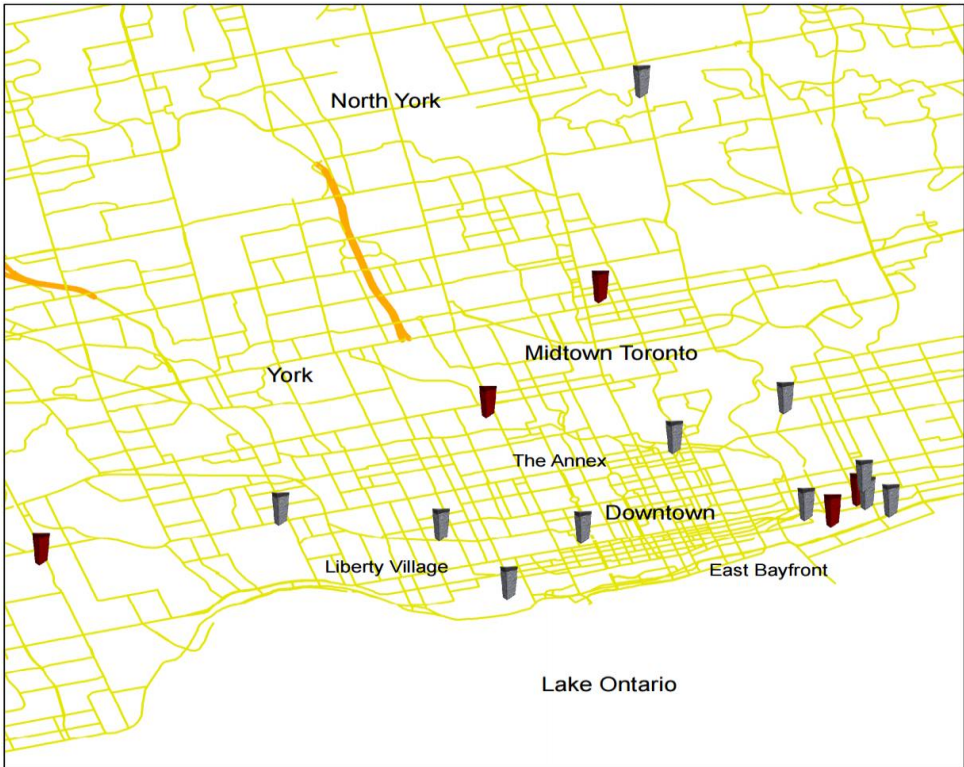 North York
Midtown Toronto
York
The Annex
Downtown
Liberty Village
East Bayfront
Lake Ontario